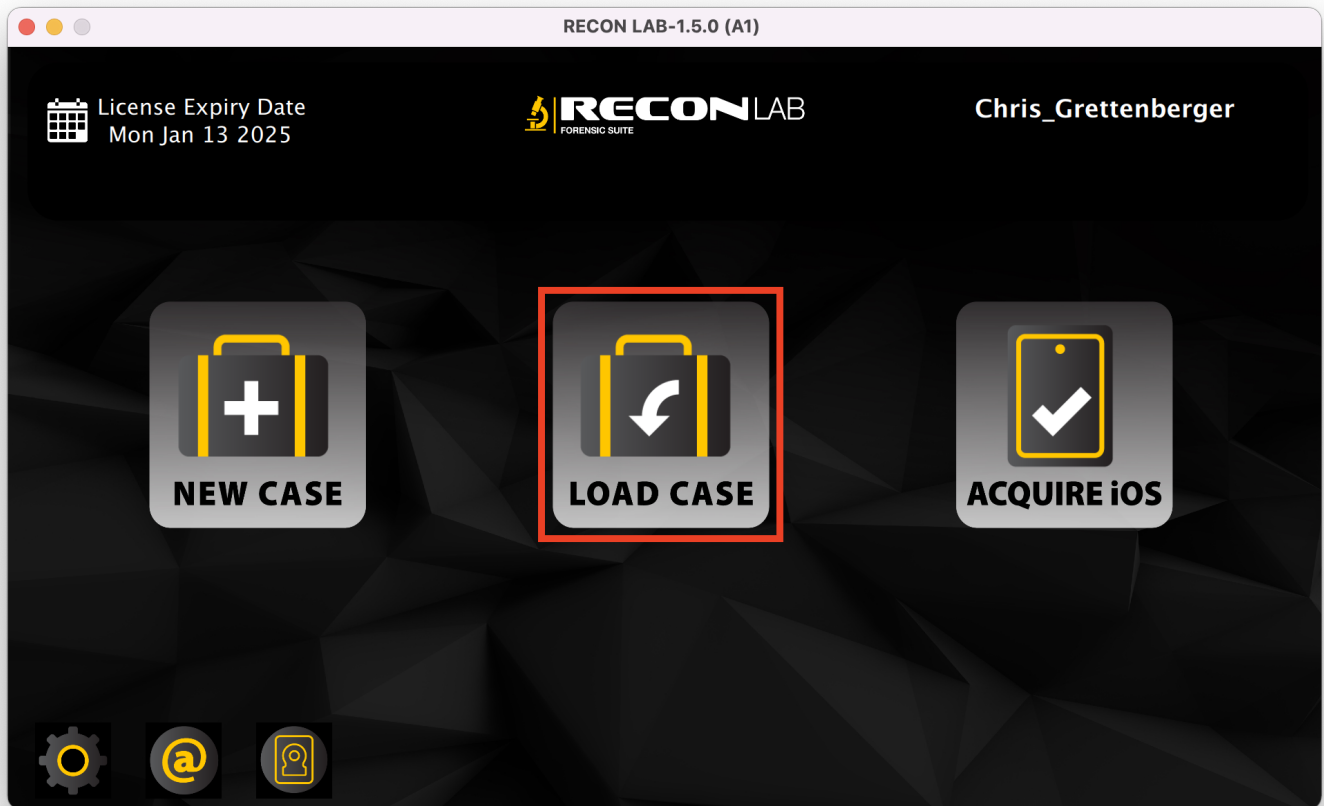 RECON LAB-1.5.0 (A1)
License Expiry Date
Mon Jan 13 2025
RECON LAB
FORENSIC SUITE
Chris_Grettenberger
NEW CASE
LOAD CASE
ACQUIRE iOS
@